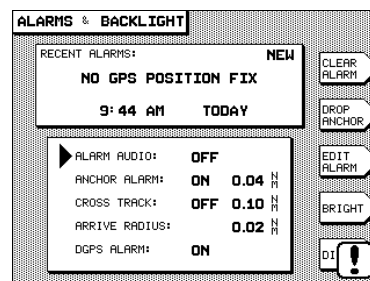 ALARMS & BACKLIGHT
RECENT ALARMS: NEW
NO GPS POSITION FIX
9:44 AM TODAY
ALARM AUDIO: OFF
ANCHOR ALARM: ON 0.04 NM
CROSS TRACK: OFF 0.10 NM
ARRIVE RADIUS: 0.02 NM
DGPS ALARM: ON
CLEAR
ALARM
DROP
ANCHOR
EDIT
ALARM
BRIGHT
DI
!